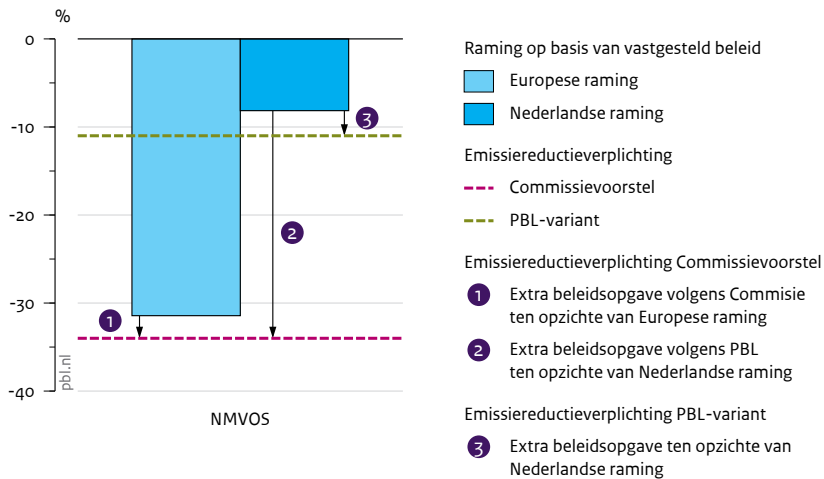 %
0
-10
-20
-30
-40
3
2
1
pbl.nl
NMVOS
Raming op basis van vastgesteld beleid
Europese raming
Nederlandse raming
Emissiereductieverplichting
Commissievoorstel
PBL-variant
Emissiereductieverplichting Commissievoorstel
1 Extra beleidsopgave volgens Commisie
ten opzichte van Europese raming
2 Extra beleidsopgave volgens PBL
ten opzichte van Nederlandse raming
Emissiereductieverplichting PBL-variant
3 Extra beleidsopgave ten opzichte van
Nederlandse raming